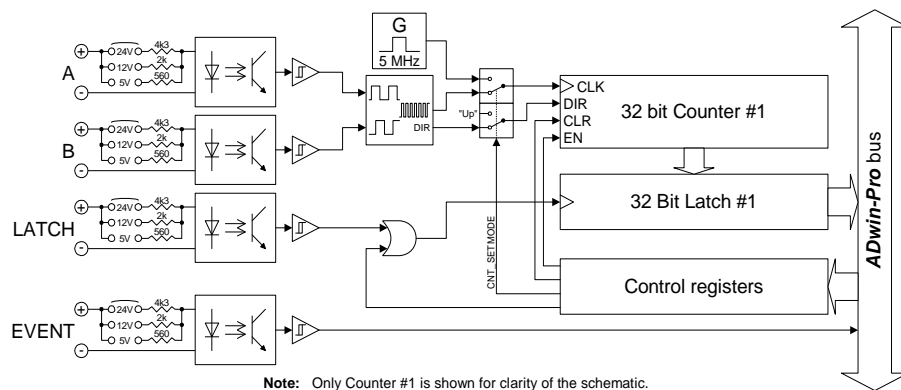 A
+
-
24V 4k3
12V 2k
5V 560
B
+
-
24V 4k3
12V 2k
5V 560
LATCH
+
-
24V 4k3
12V 2k
5V 560
EVENT
+
-
24V 4k3
12V 2k
5V 560
G
5 MHz
DIR
"Up"
CNT_SETMODE
CLK
DIR
CLR
EN
32 bit Counter #1
32 Bit Latch #1
Control registers
ADwin-Pro bus
Note: Only Counter #1 is shown for clarity of the schematic.